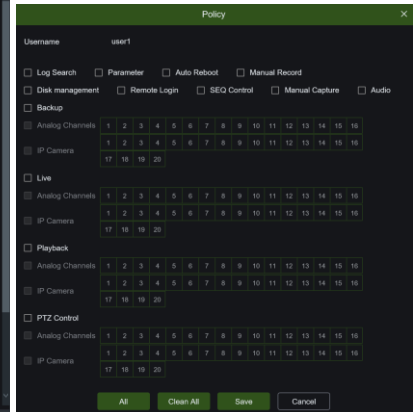 Policy ×
Username user1
Log Search Parameter Auto Reboot Manual Record
Disk management Remote Login SEQ Control Manual Capture Audio
Backup
Analog Channels 1 2 3 4 5 6 7 8 9 10 11 12 13 14 15 16
IP Camera 1 2 3 4 5 6 7 8 9 10 11 12 13 14 15 16
17 18 19 20
Live
Analog Channels 1 2 3 4 5 6 7 8 9 10 11 12 13 14 15 16
IP Camera 1 2 3 4 5 6 7 8 9 10 11 12 13 14 15 16
17 18 19 20
Playback
Analog Channels 1 2 3 4 5 6 7 8 9 10 11 12 13 14 15 16
IP Camera 1 2 3 4 5 6 7 8 9 10 11 12 13 14 15 16
17 18 19 20
PTZ Control
Analog Channels 1 2 3 4 5 6 7 8 9 10 11 12 13 14 15 16
IP Camera 1 2 3 4 5 6 7 8 9 10 11 12 13 14 15 16
17 18 19 20
All Clean All Save Cancel